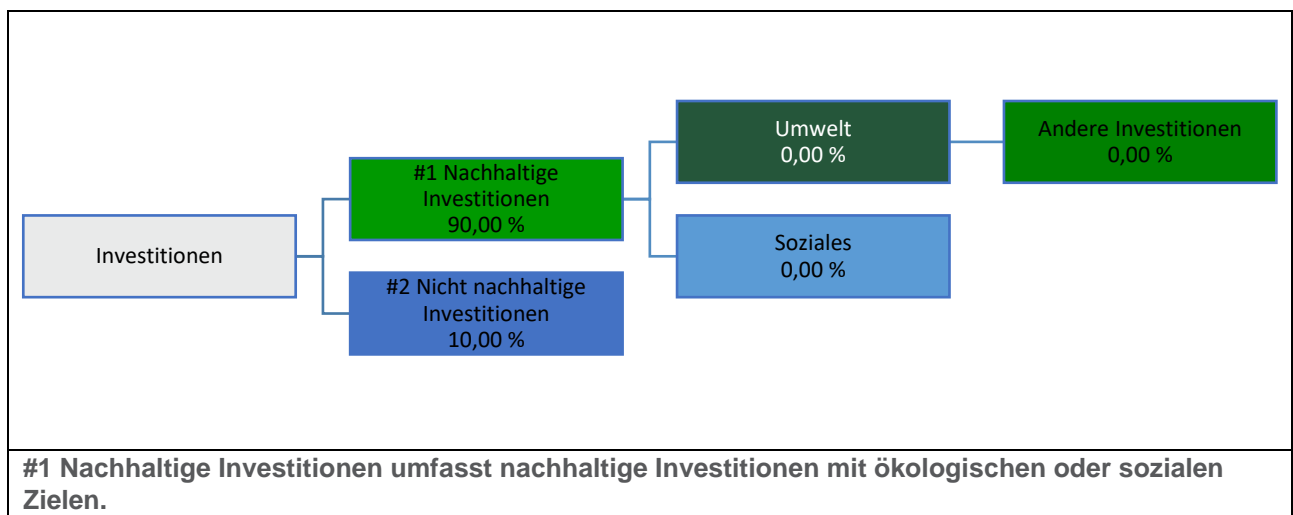 Investitionen
#1 Nachhaltige
Investitionen
90,00 %
#2 Nicht nachhaltige
Investitionen
10,00 %
Umwelt
0,00 %
Soziales
0,00 %
Andere Investitionen
0,00 %
#1 Nachhaltige Investitionen umfasst nachhaltige Investitionen mit ökologischen oder sozialen
Zielen.